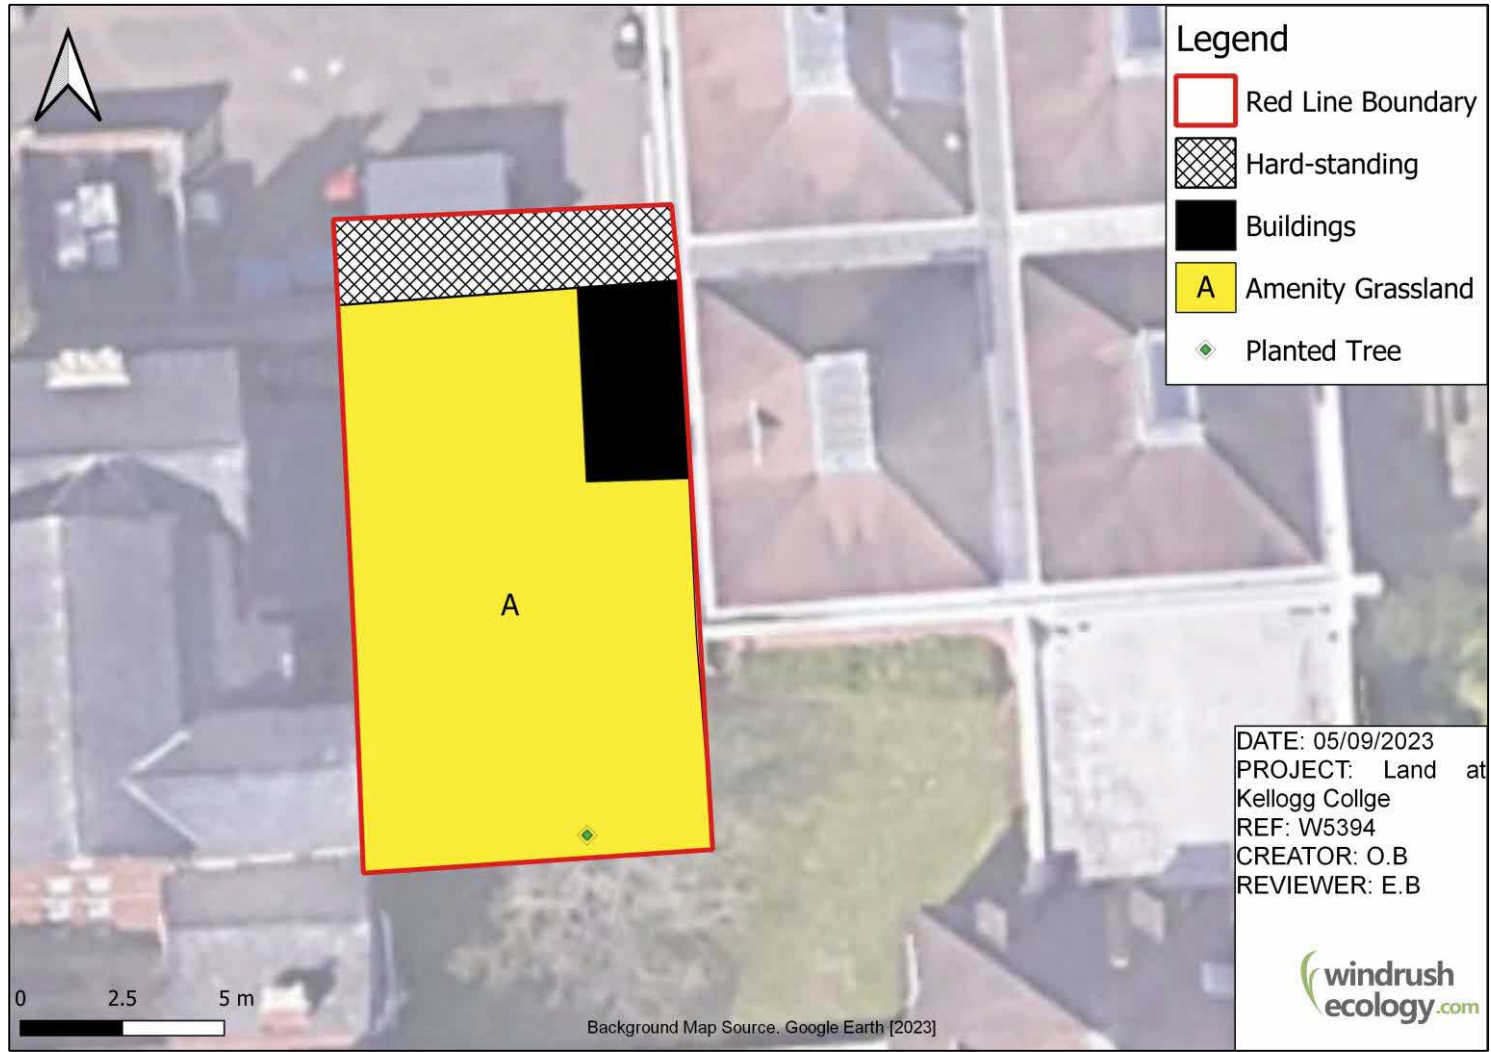 Legend
Red Line Boundary
Hard-standing
Buildings
A Amenity Grassland
Planted Tree
A
DATE: 05/09/2023
PROJECT: Land at
Kellogg Collge
REF: W5394
CREATOR: O.B
REVIEWER: E.B
windrush
ecology.com
0 2.5 5 m
Background Map Source. Google Earth [2023]